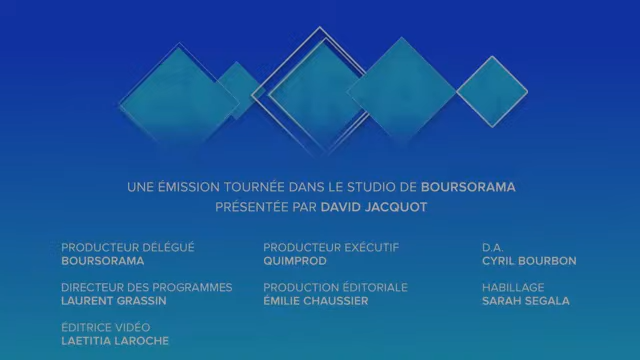 UNE ÉMISSION TOURNÉE DANS LE STUDIO DE BOURSORAMA
PRÉSENTÉE PAR DAVID JACQUOT
PRODUCTEUR DÉLÉGUÉ
BOURSORAMA
PRODUCTEUR EXÉCUTIF
QUIMPROD
D.A.
CYRIL BOURBON
DIRECTEUR DES PROGRAMMES
LAURENT GRASSIN
PRODUCTION ÉDITORIALE
ÉMILIE CHAUSSIER
HABILLAGE
SARAH SEGALA
ÉDITRICE VIDÉO
LAETITIA LAROCHE